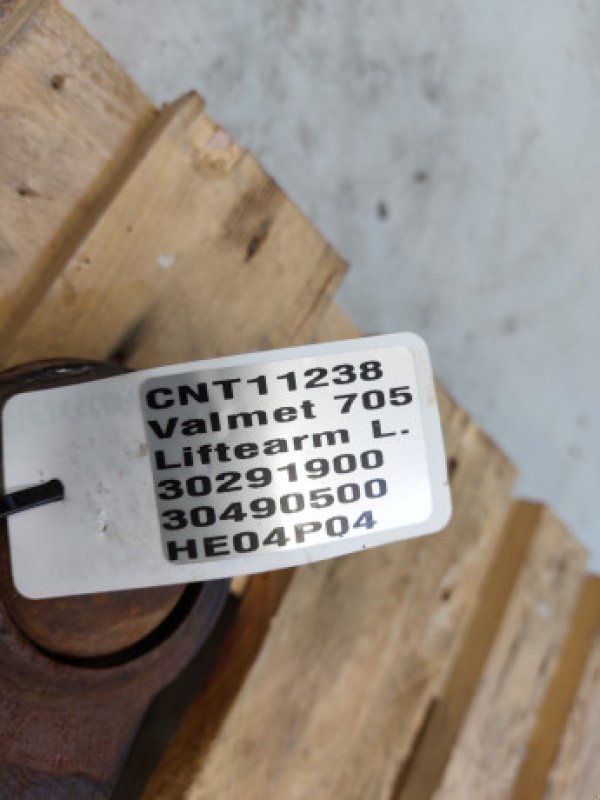 CNT11238
Valmet 705
Liftearm L.
30291900
30490500
HE04P04